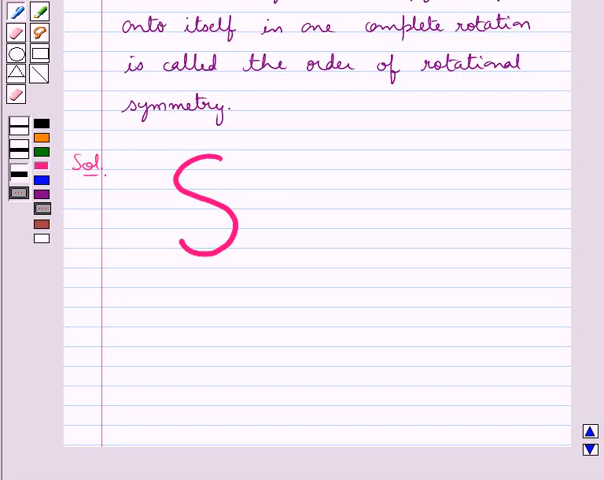 onto itself in one complete rotation
is called the order of rotational
symmetry.
Sol.
S